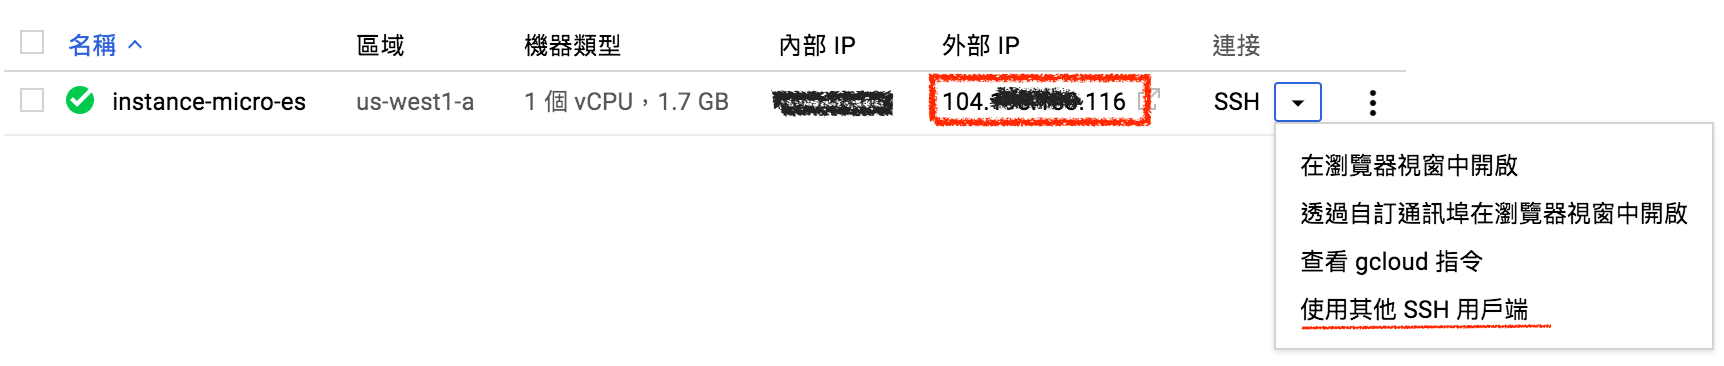 名稱 區域 機器類型 內部 IP 外部 IP 連接
instance-micro-es us-west1-a 1 個 vCPU，1.7 GB 104. .116 SSH
在瀏覽器視窗中開啟
透過自訂通訊埠在瀏覽器視窗中開啟
查看 gcloud 指令
使用其他 SSH 用戶端